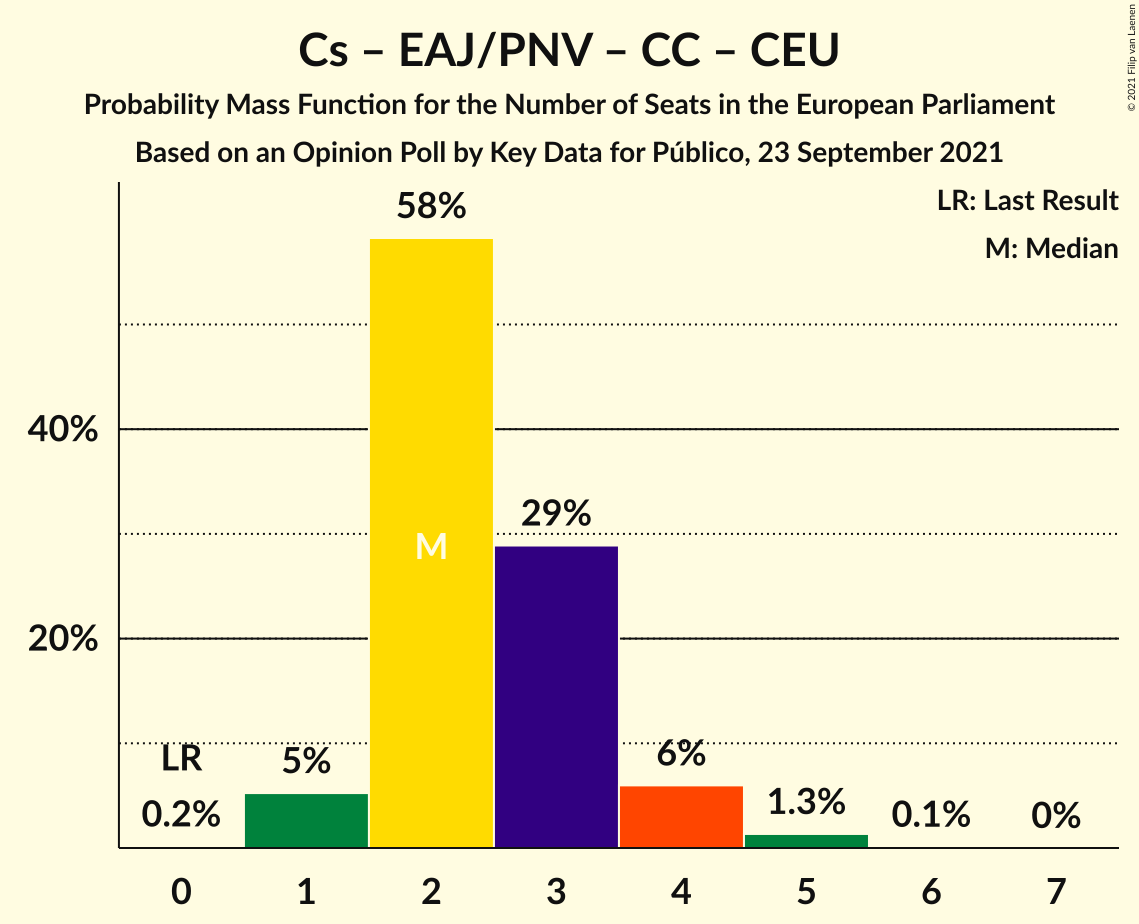 Cs – EAJ/PNV – CC – CEU
Probability Mass Function for the Number of Seats in the European Parliament
Based on an Opinion Poll by Key Data for Público, 23 September 2021
© 2021 Filip van Laenen
LR: Last Result
M: Median
58%
40%
29%
M
20%
LR
5%
6%
0.2%
1.3%
0.1%
0%
0 1 2 3 4 5 6 7